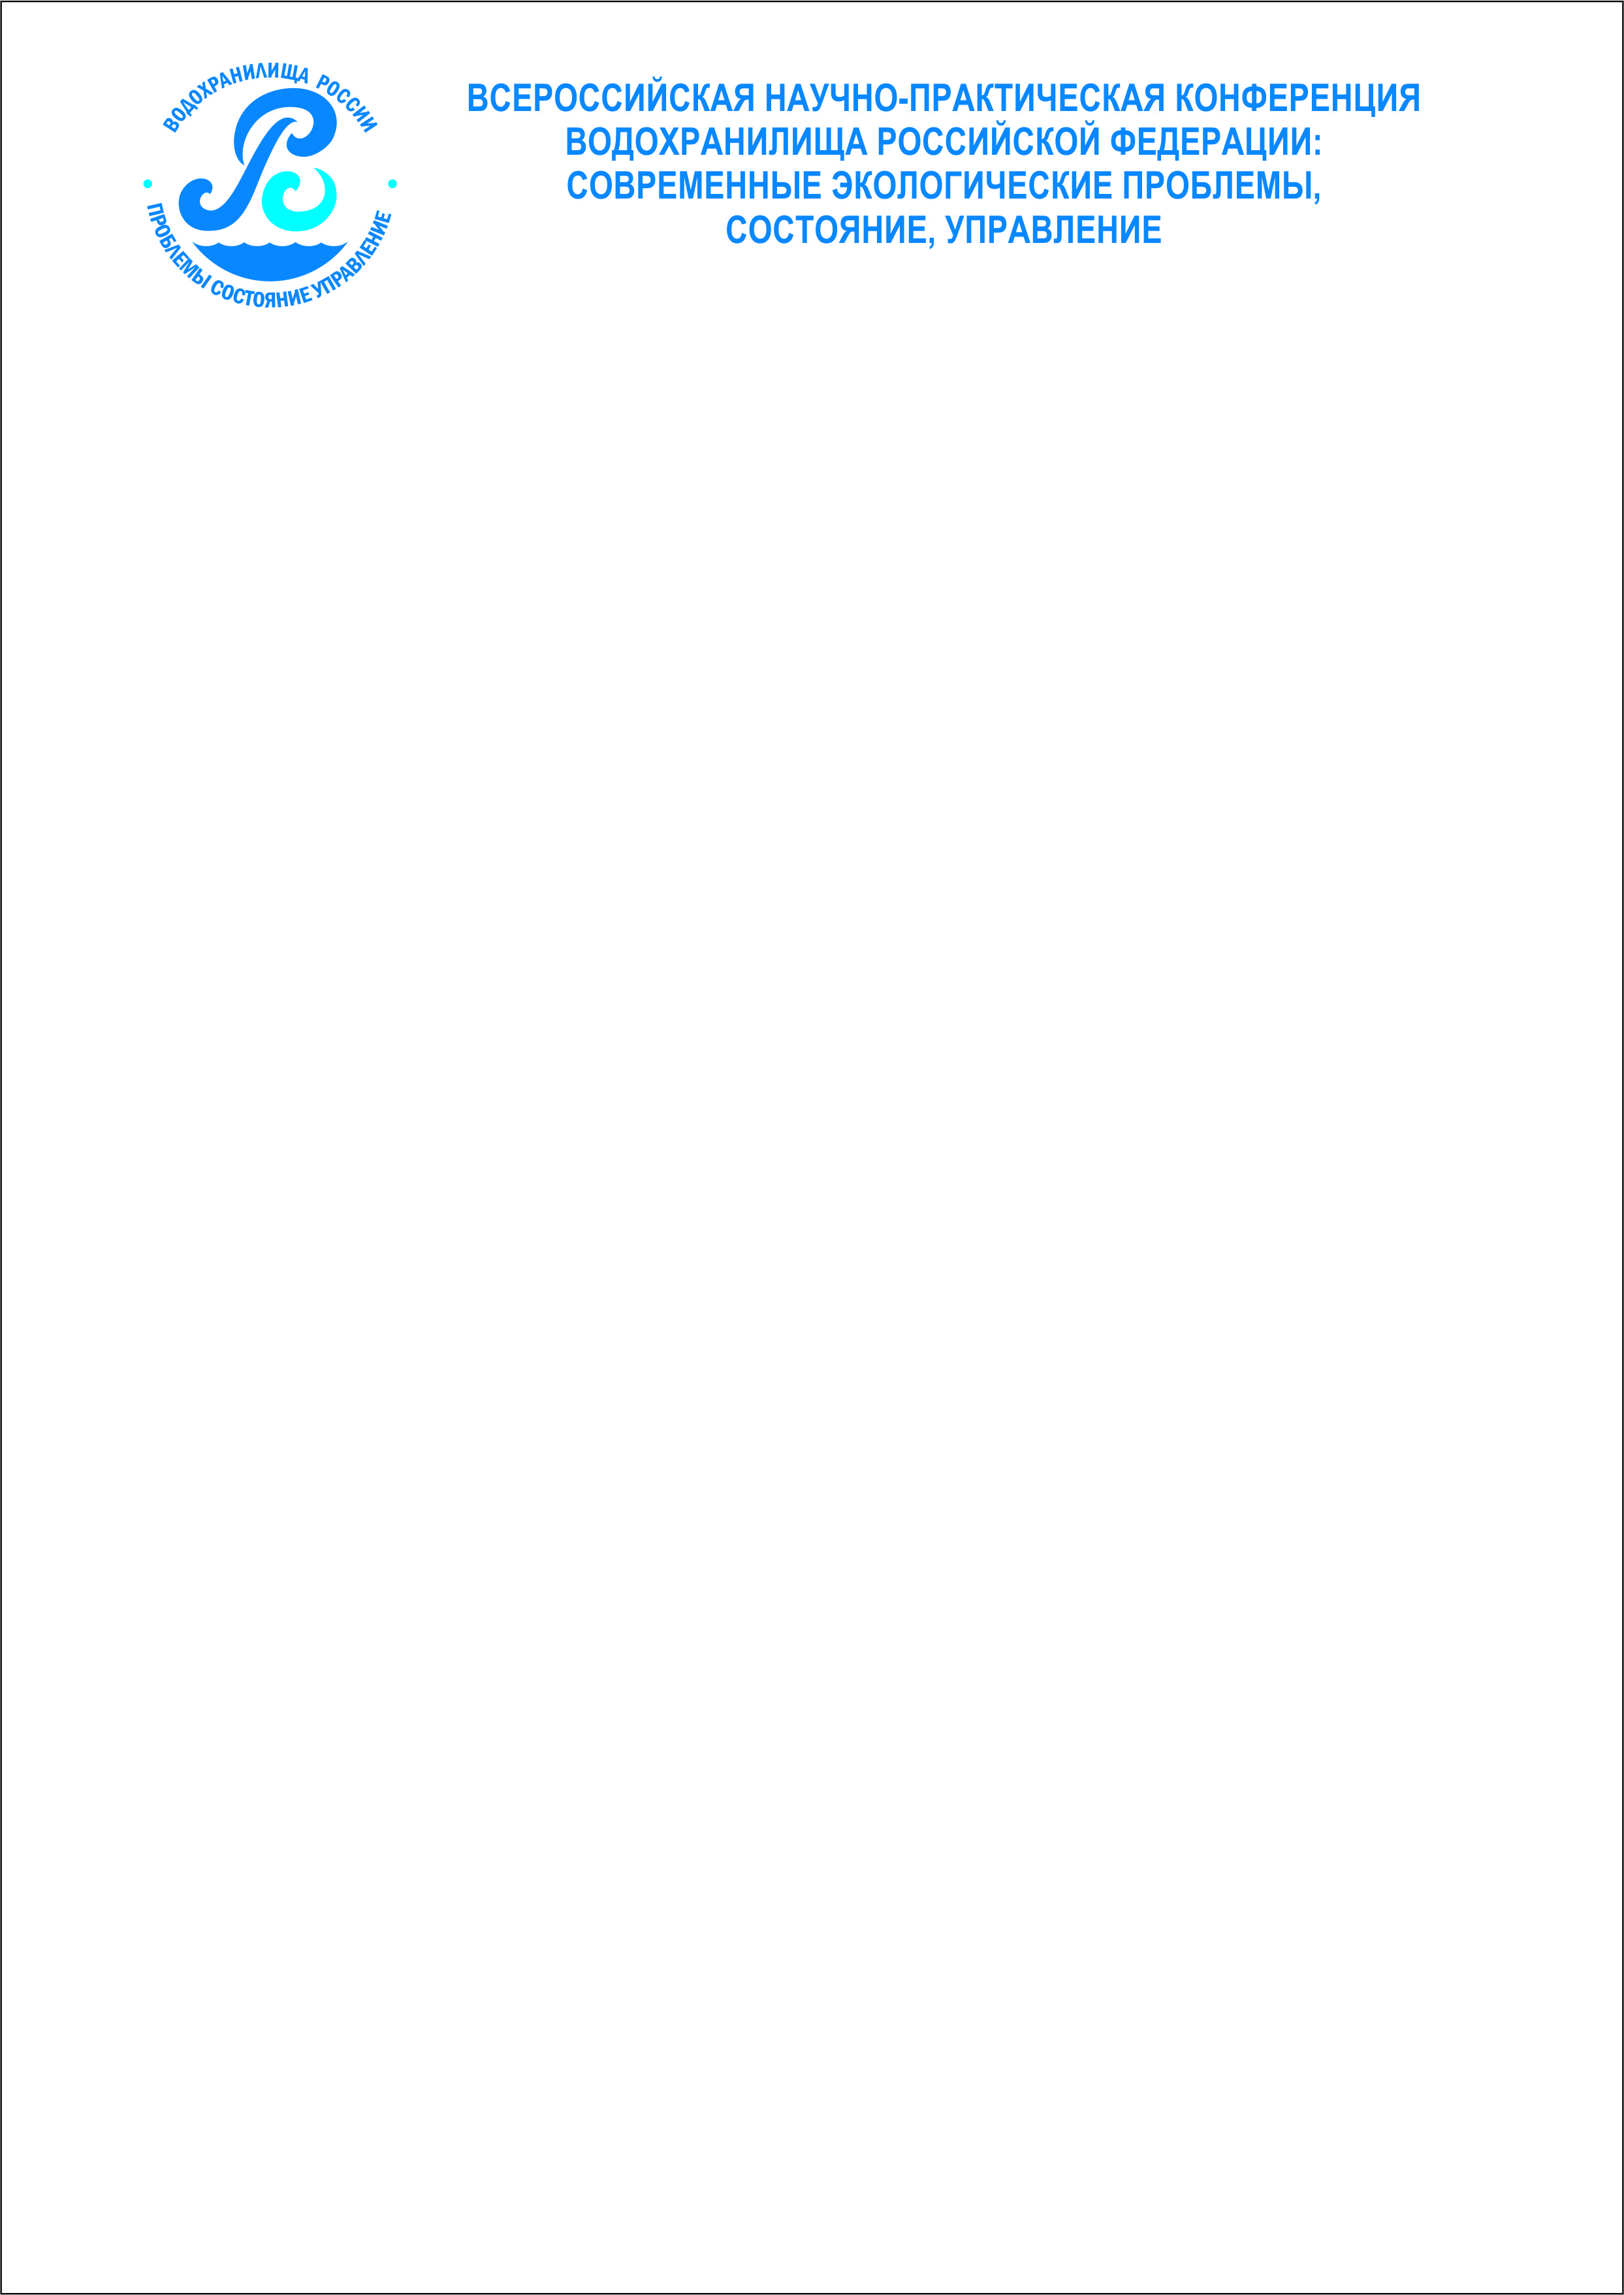 ВОДОХРАНИЛИЩА РОССИИ
ПРОБЛЕМЫ СОСТОЯНИЕ УПРАВЛЕНИЕ
ВСЕРОССИЙСКАЯ НАУЧНО-ПРАКТИЧЕСКАЯ КОНФЕРЕНЦИЯ
ВОДОХРАНИЛИЩА РОССИЙСКОЙ ФЕДЕРАЦИИ:
СОВРЕМЕННЫЕ ЭКОЛОГИЧЕСКИЕ ПРОБЛЕМЫ,
СОСТОЯНИЕ, УПРАВЛЕНИЕ